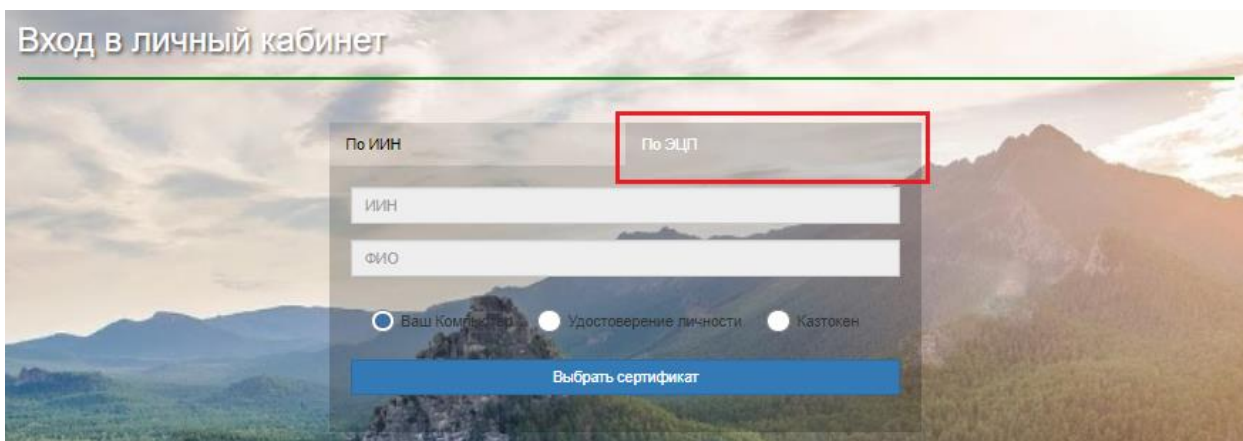 Вход в личный кабинет
По ИИН
По ЭЦП
ИИН
ФИО
Ваш Компьютер
Удостоверение личности
Казтокен
Выбрать сертификат